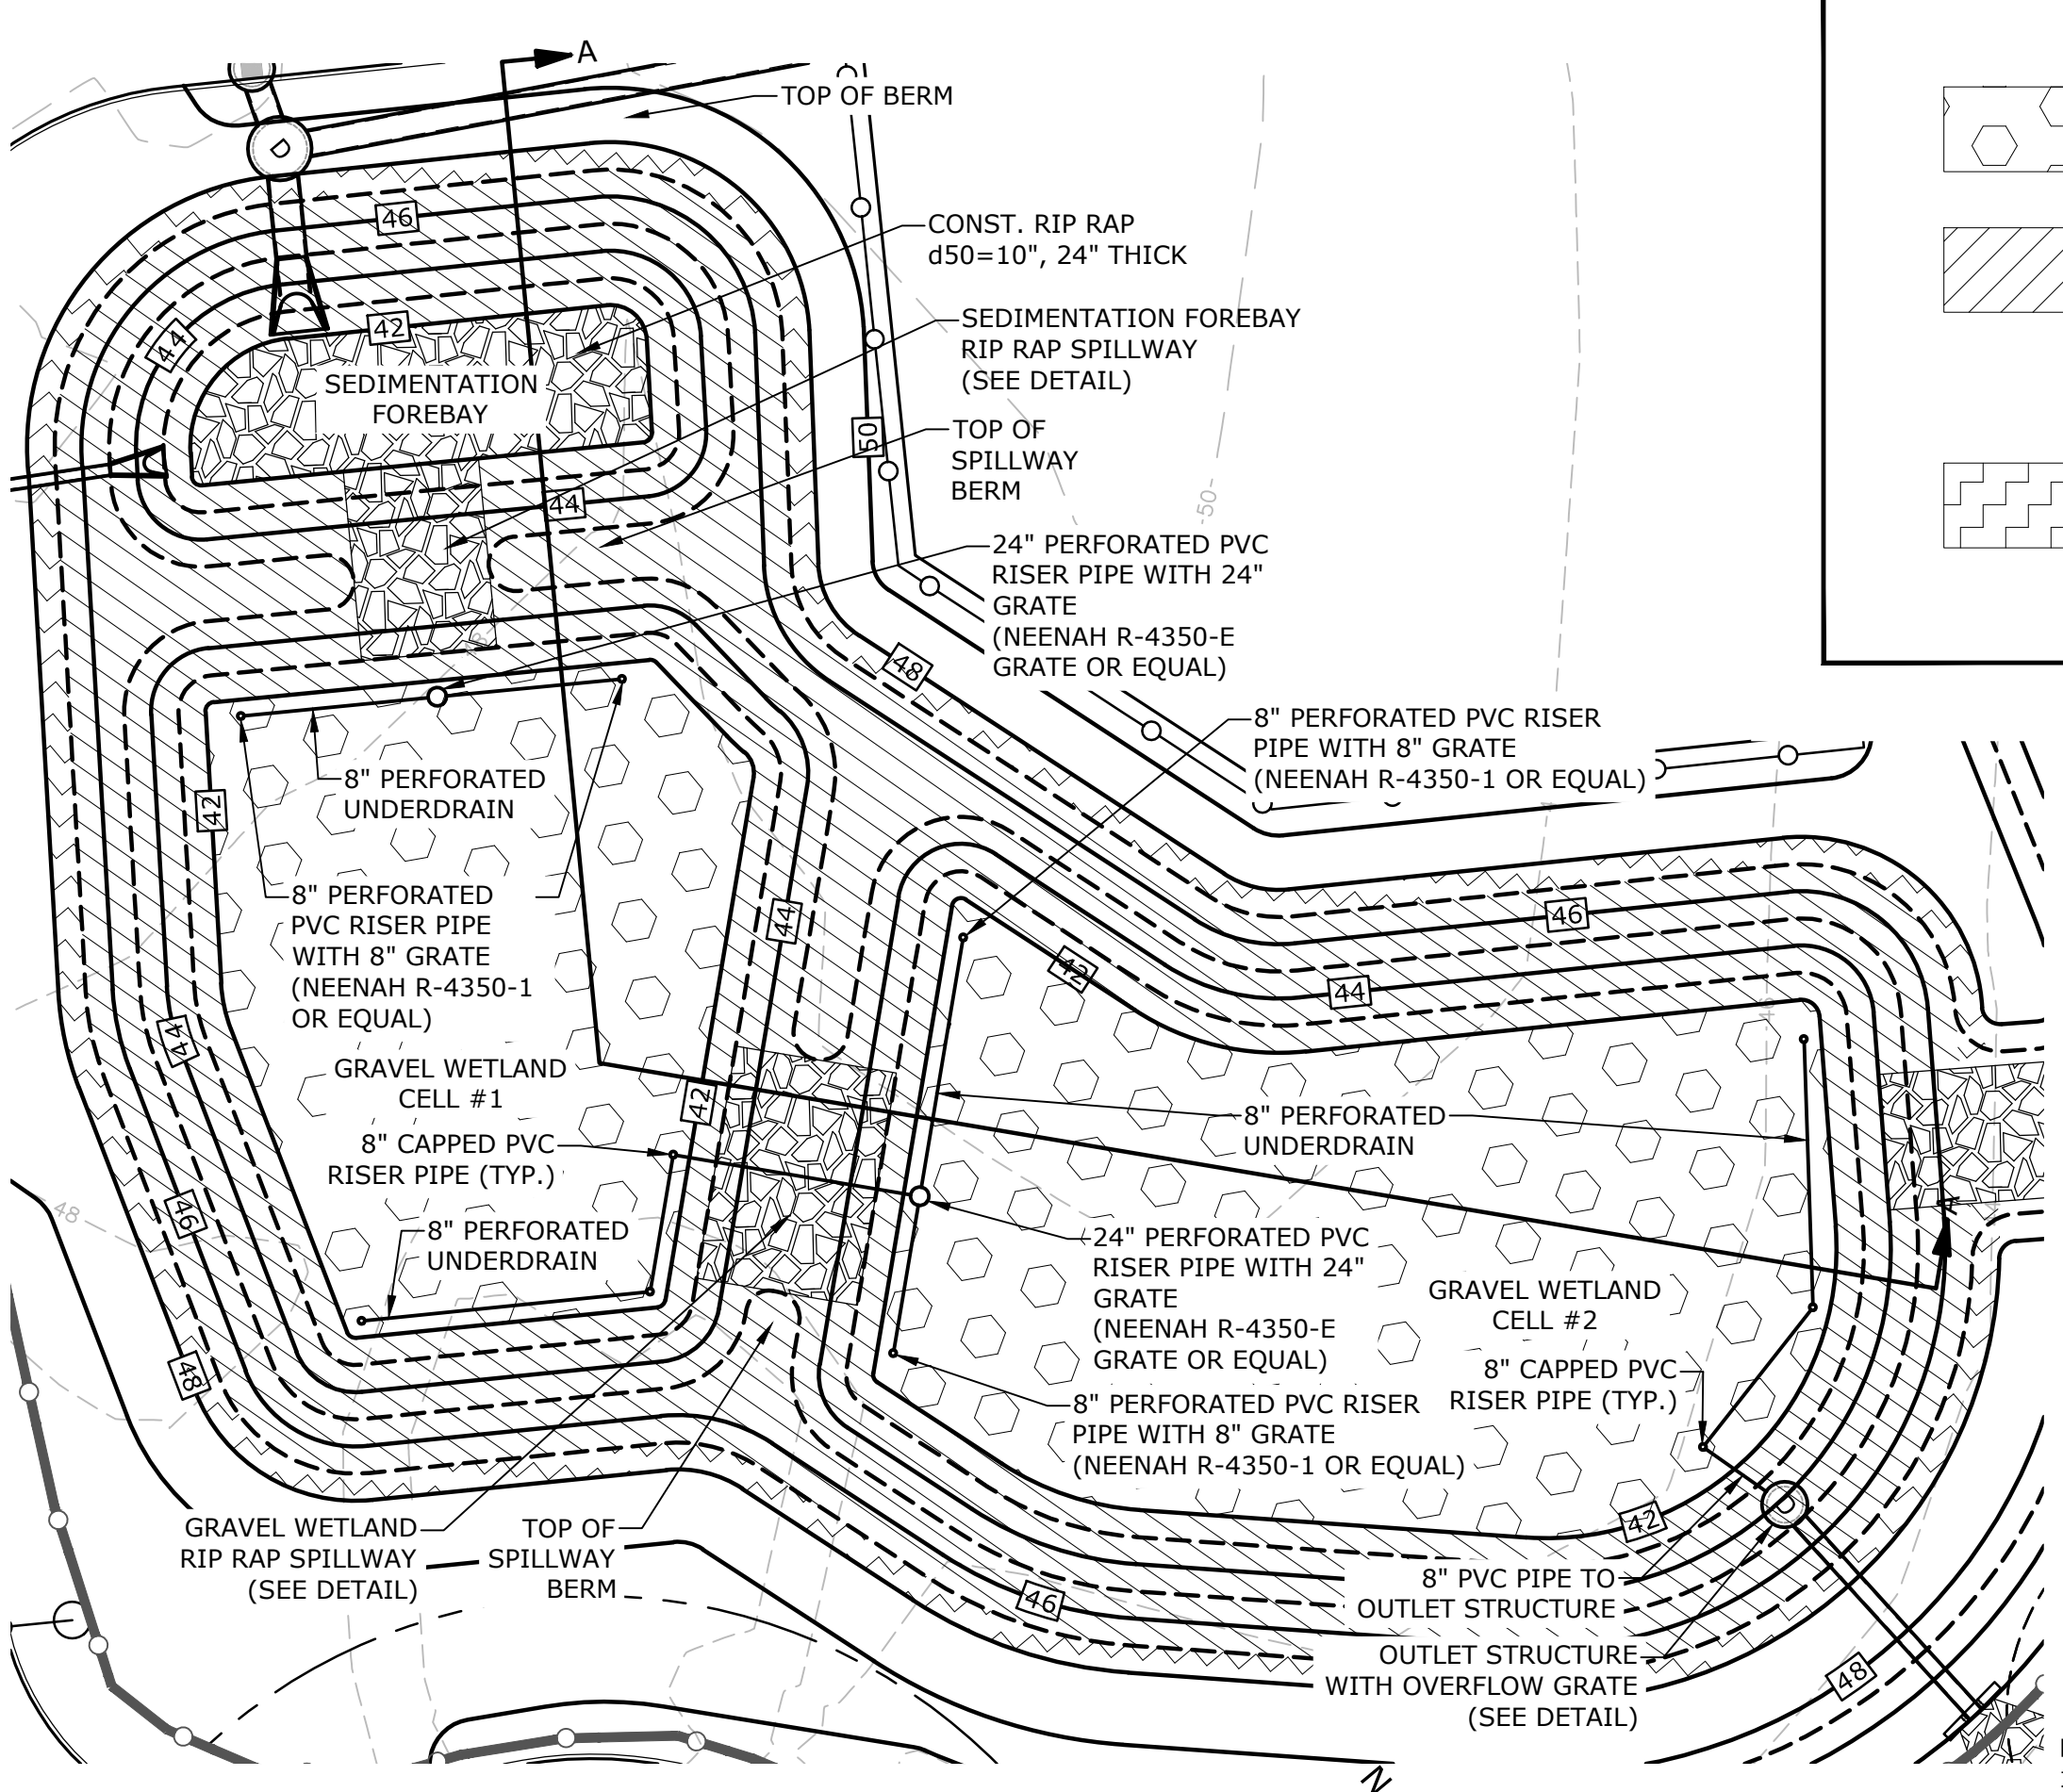 A
TOP OF BERM
D
46
CONST. RIP RAP
d50=10", 24" THICK
SEDIMENTATION FOREBAY
RIP RAP SPILLWAY
(SEE DETAIL)
42
44
SEDIMENTATION
FOREBAY
50
TOP OF
SPILLWAY
BERM
44
50
24" PERFORATED PVC
RISER PIPE WITH 24"
GRATE
(NEENAH R-4350-E
GRATE OR EQUAL)
48
8" PERFORATED PVC RISER
PIPE WITH 8" GRATE
(NEENAH R-4350-1 OR EQUAL)
8" PERFORATED
UNDERDRAIN
42
8" PERFORATED
PVC RISER PIPE
WITH 8" GRATE
(NEENAH R-4350-1
OR EQUAL)
44
46
42
44
44
GRAVEL WETLAND
CELL #1
42
8" PERFORATED
UNDERDRAIN
8" CAPPED PVC
RISER PIPE (TYP.)
48
46
A
8" PERFORATED
UNDERDRAIN
24" PERFORATED PVC
RISER PIPE WITH 24"
GRATE
(NEENAH R-4350-E
GRATE OR EQUAL)
GRAVEL WETLAND
CELL #2
48
8" CAPPED PVC
RISER PIPE (TYP.)
8" PERFORATED PVC RISER
PIPE WITH 8" GRATE
(NEENAH R-4350-1 OR EQUAL)
GRAVEL WETLAND
RIP RAP SPILLWAY
(SEE DETAIL)
TOP OF
SPILLWAY
BERM
42
8" PVC PIPE TO
OUTLET STRUCTURE
46
OUTLET STRUCTURE
WITH OVERFLOW GRATE
(SEE DETAIL)
48